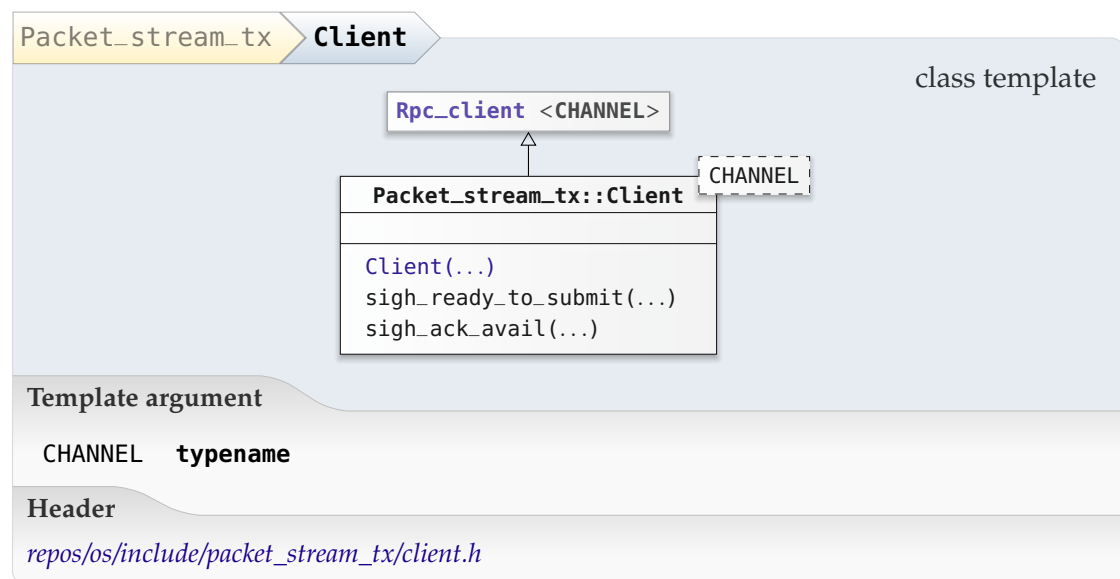 Packet_stream_tx Client
class template
Rpc_client <CHANNEL>
CHANNEL
Packet_stream_tx::Client
Client(...)
sigh_ready_to_submit(...)
sigh_ack_avail(...)
Template argument
CHANNEL typename
Header
repos/os/include/packet_stream_tx/client.h